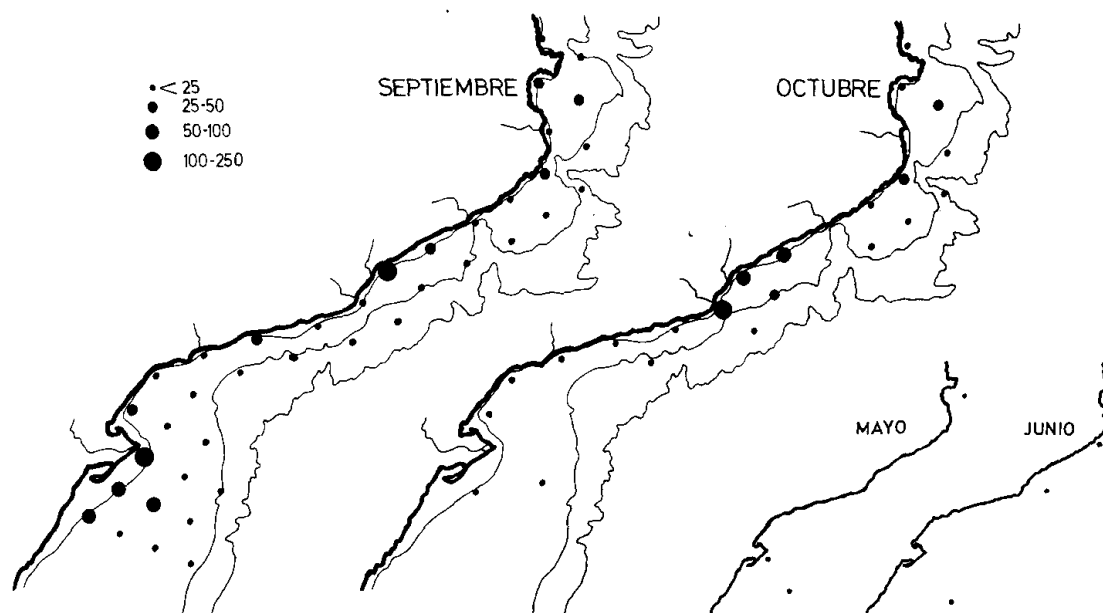 SEPTIEMBRE
OCTUBRE
< 25
25-50
50-100
100-250
MAYO
JUNIO